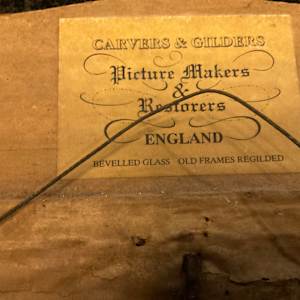 CARVERS & GILDERS
Picture Makers
&
Restorers
ENGLAND
BEVELLED GLASS OLD FRAMES REGILDED